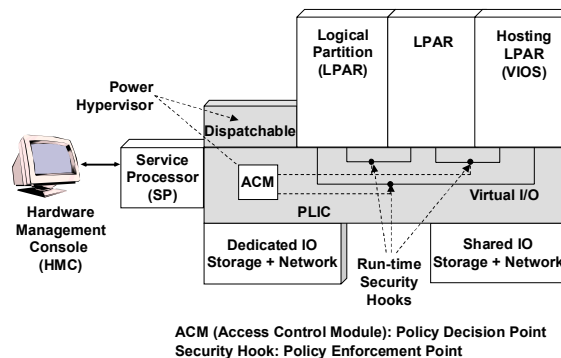 Logical
Partition
(LPAR)
LPAR
Hosting
LPAR
(VIOS)
Power
Hypervisor
Dispatchable
Service
Processor
(SP)
ACM
Virtual I/O
PLIC
Hardware
Management
Console
(HMC)
Dedicated IO
Storage + Network
Run-time
Security
Hooks
Shared IO
Storage + Network
ACM (Access Control Module): Policy Decision Point
Security Hook: Policy Enforcement Point